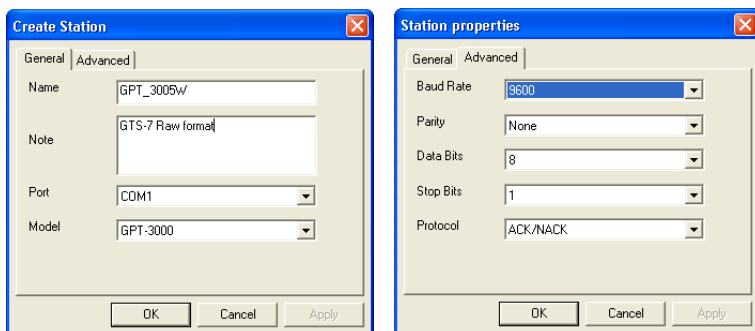 Create Station
General Advanced
Name GPT_3005W
Note GTS-7 Raw format
Port COM1
Model GPT-3000
OK Cancel Apply
Station properties
General Advanced
Baud Rate 9600
Parity None
Data Bits 8
Stop Bits 1
Protocol ACK/NACK
OK Cancel Apply